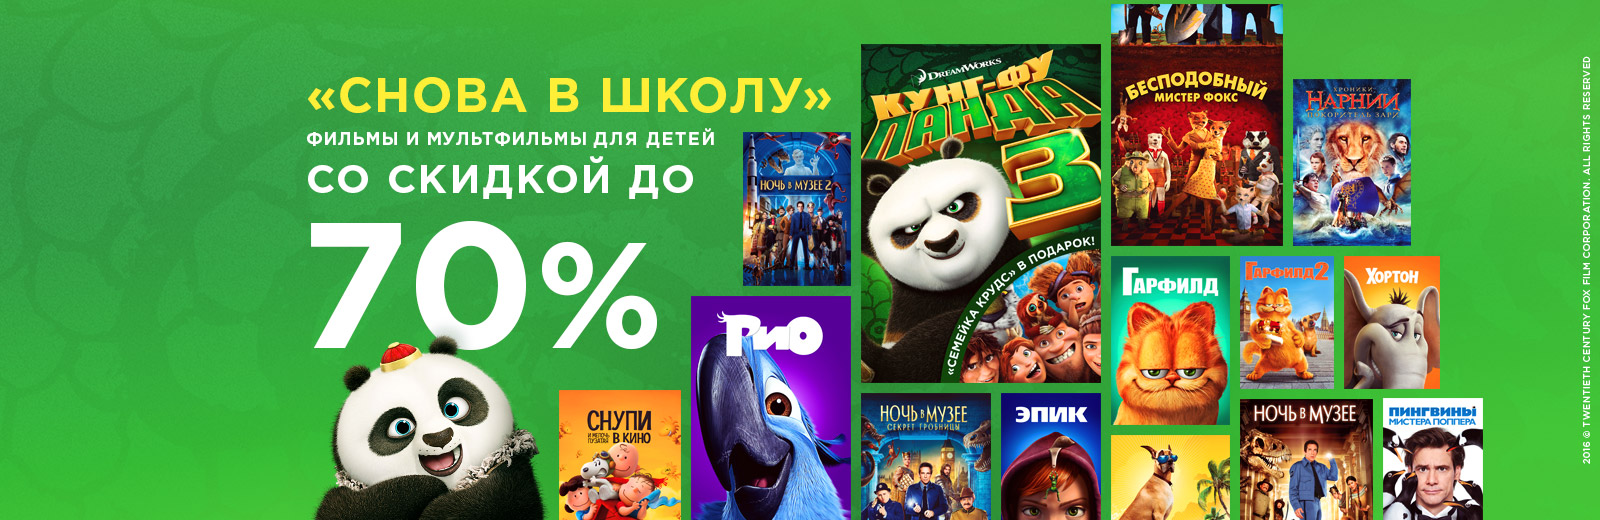 «СНОВА В ШКОЛУ»
ФИЛЬМЫ И МУЛЬТФИЛЬМЫ ДЛЯ ДЕТЕЙ
СО СКИДКОЙ ДО
70%
НОЧЬ В МУЗЕЕ 2
РИО
СНУПИ
И МЕЛОЧЬ ПУЗАТАЯ
В КИНО
DREAMWORKS
КУНГ-ФУ
ПАНДА
3
«СЕМЕЙКА КРУДС» В ПОДАРОК!
НОЧЬ В МУЗЕЕ
СЕКРЕТ ГРОБНИЦЫ
ЭПИК
БЕСПОДОБНЫЙ
МИСТЕР ФОКС
ХРОНИКИ
НАРНИИ
ПОКОРИТЕЛЬ ЗАРИ
ГАРФИЛД
ГАРФИЛД 2
ХОРТОН
НОЧЬ В МУЗЕЕ
ПИНГВИНЫ
МИСТЕРА ПОППЕРА
2016 © TWENTIETH CENTURY FOX FILM CORPORATION. ALL RIGHTS RESERVED